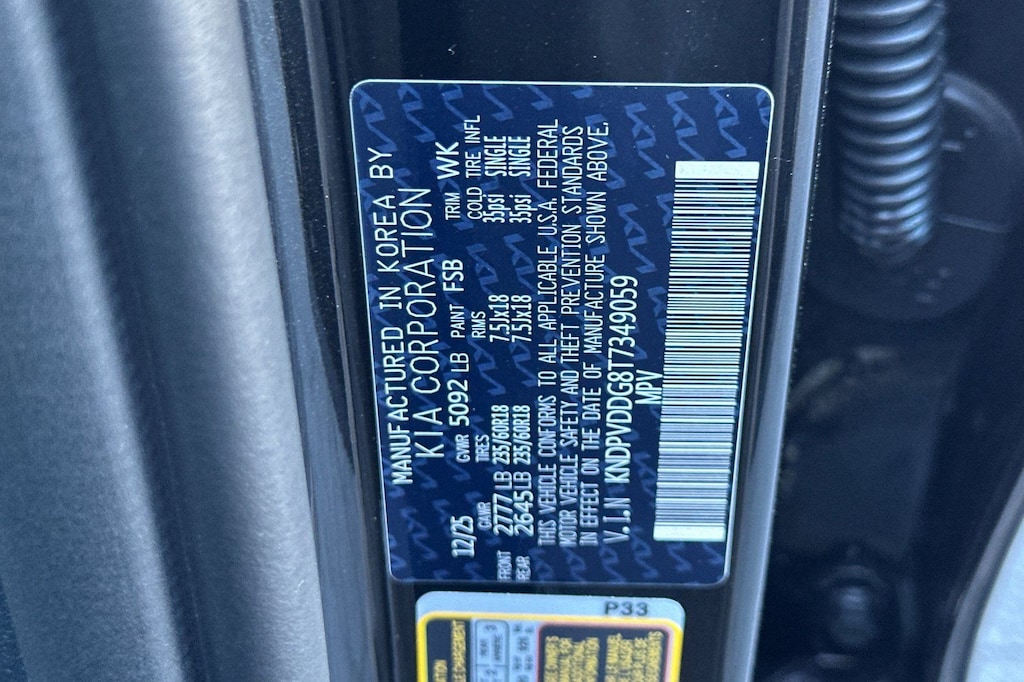 MANUFACTURED IN KOREA BY
KIA CORPORATION
12/25 GVWR 5092 LB PAINT FSB TRIM WK
GAWR TIRES RIMS COLD TIRE INFL
FRONT 2777 LB 235/60R18 7.5Jx18 35psi SINGLE
REAR 2645 LB 235/60R18 7.5Jx18 35psi SINGLE
THIS VEHICLE CONFORMS TO ALL APPLICABLE U.S.A. FEDERAL
MOTOR VEHICLE SAFETY AND THEFT PREVENTION STANDARDS
IN EFFECT ON THE DATE OF MANUFACTURE SHOWN ABOVE.
V.I.N KNDPVDDG8T7349059
MPV
P33